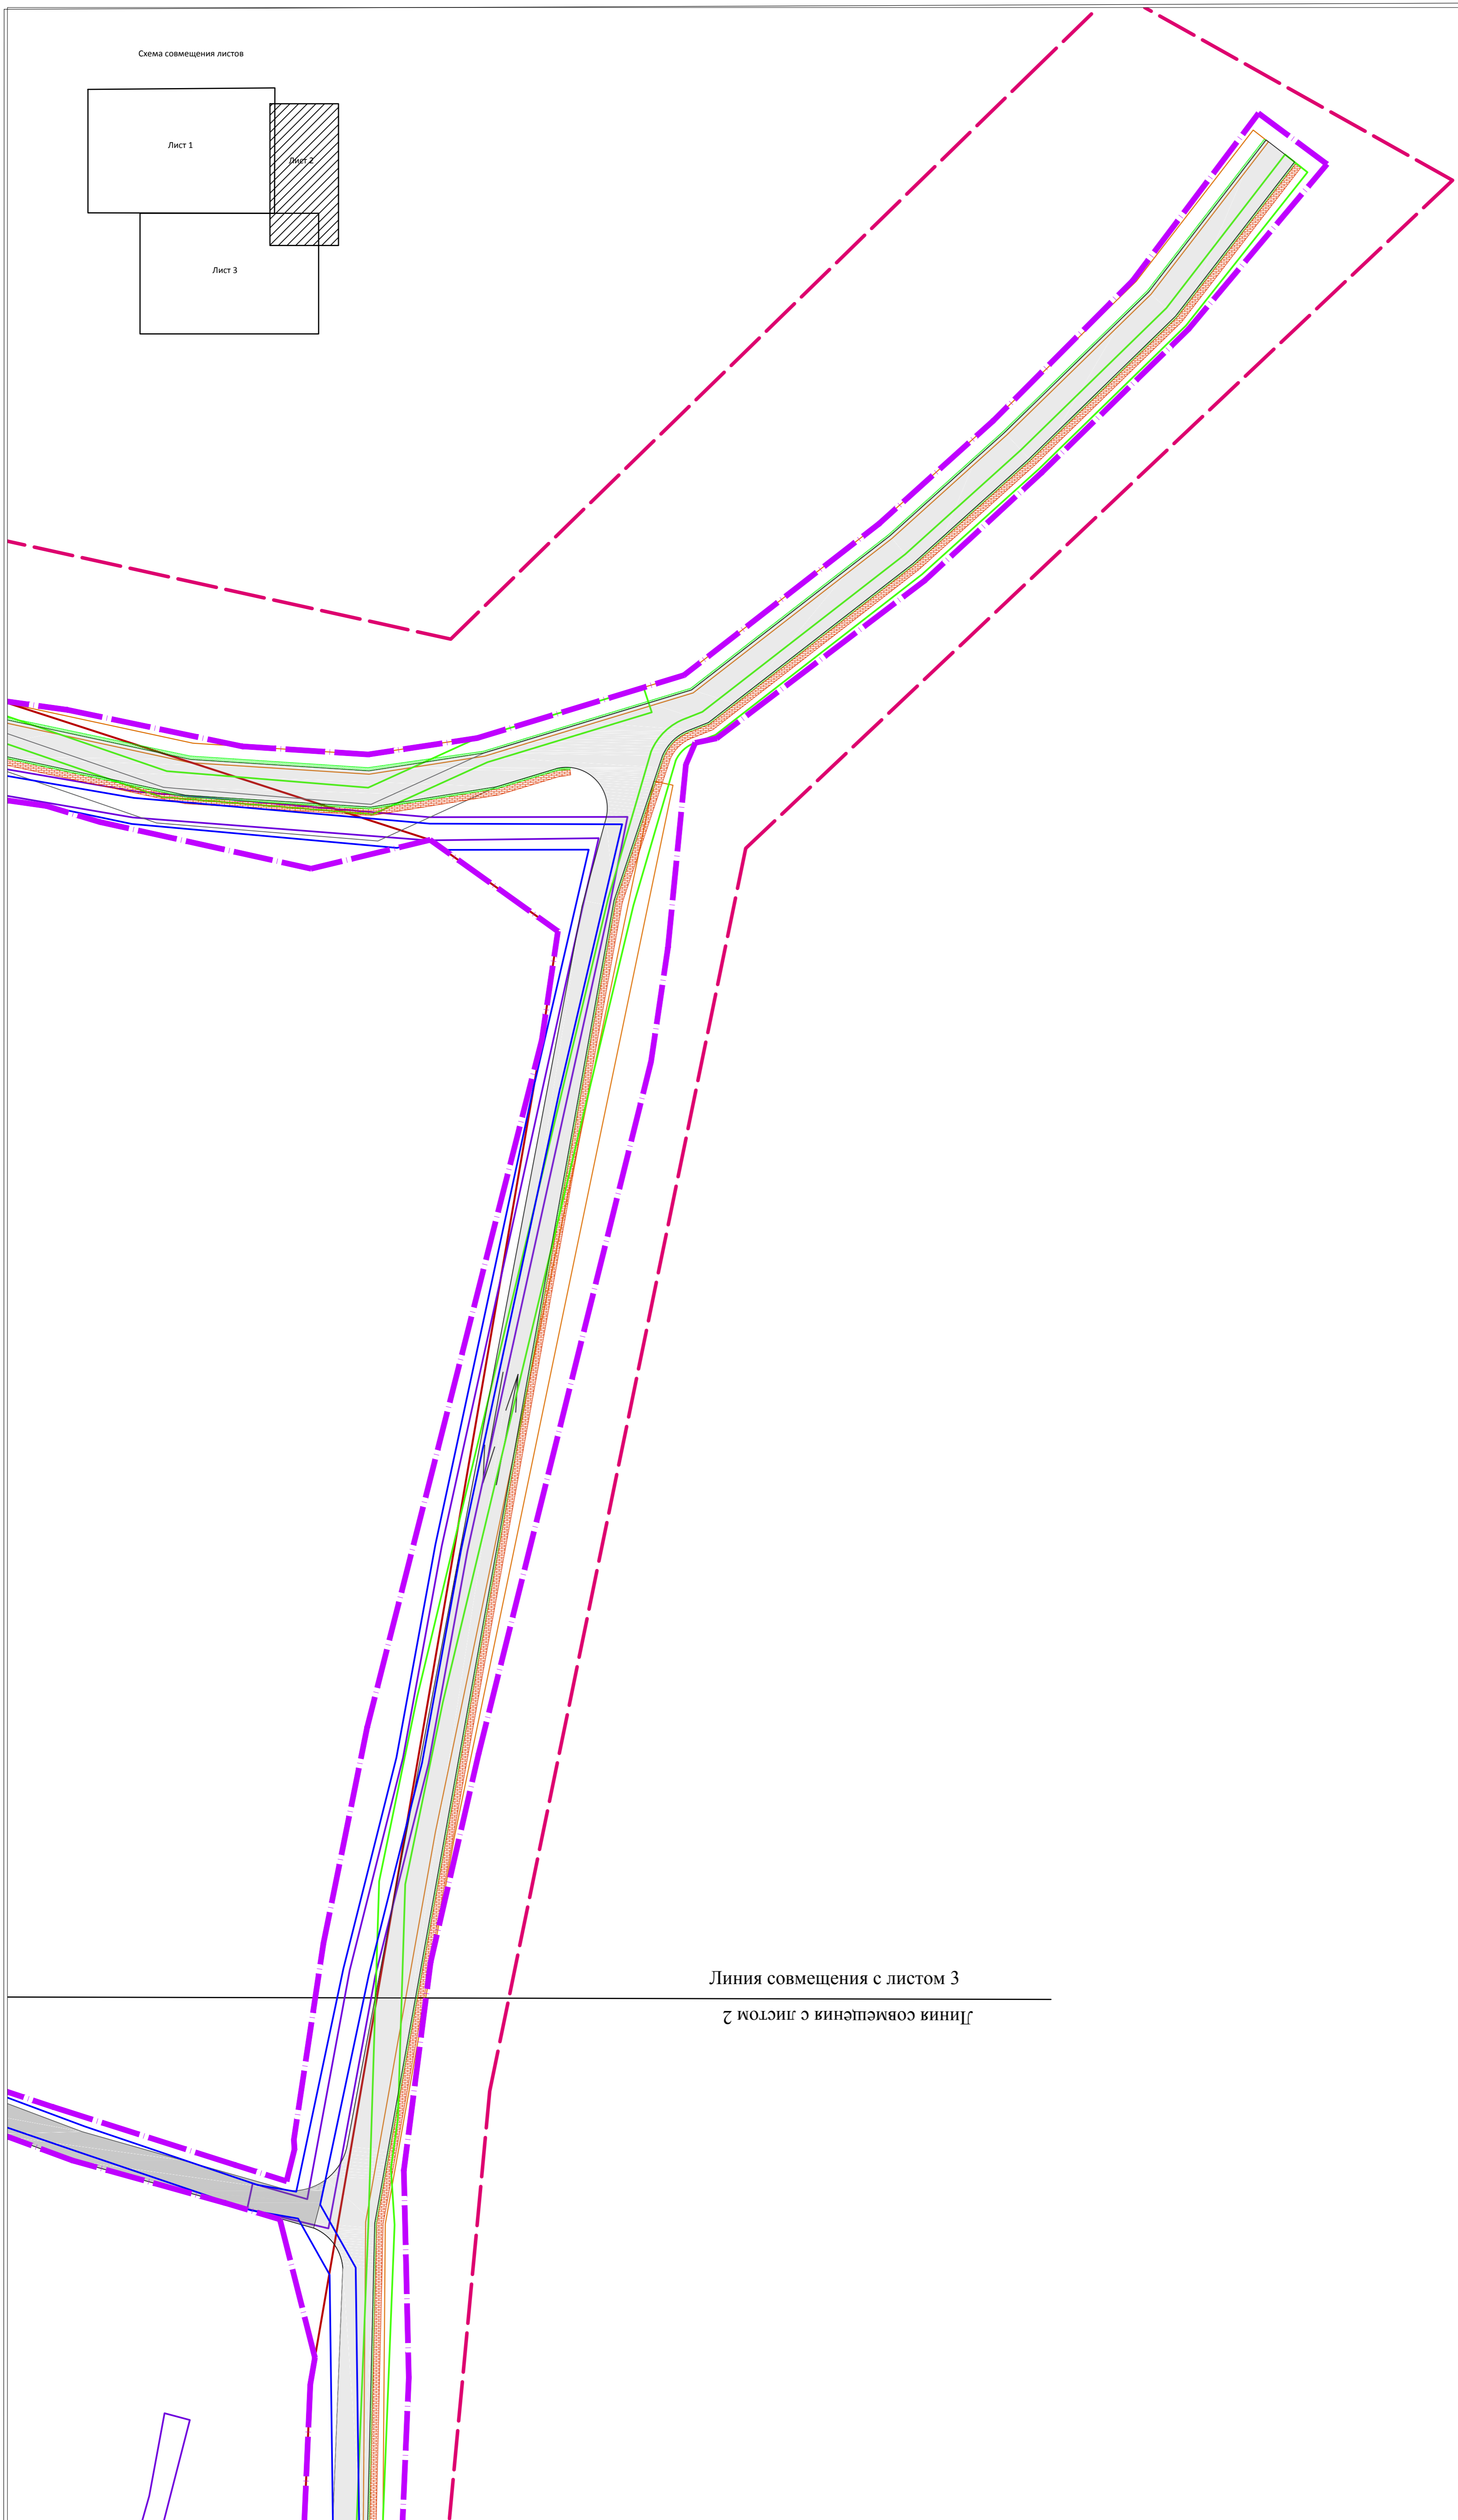 Схема совмещения листов
Лист 1
Лист 2
Лист 3
Линия совмещения с листом 3
Линия совмещения с листом 2